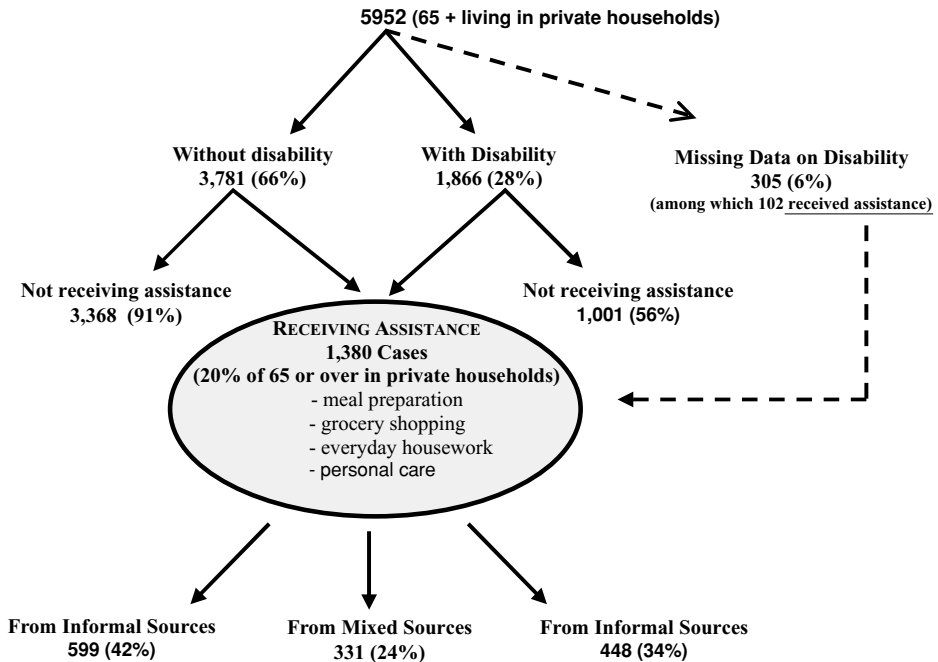 5952 (65 + living in private households)
Without disability
3,781 (66%)
With Disability
1,866 (28%)
Missing Data on Disability
305 (6%)
(among which 102 received assistance)
Not receiving assistance
3,368 (91%)
Not receiving assistance
1,001 (56%)
RECEIVING ASSISTANCE
1,380 Cases
(20% of 65 or over in private households)
- meal preparation
- grocery shopping
- everyday housework
- personal care
From Informal Sources
599 (42%)
From Mixed Sources
331 (24%)
From Informal Sources
448 (34%)